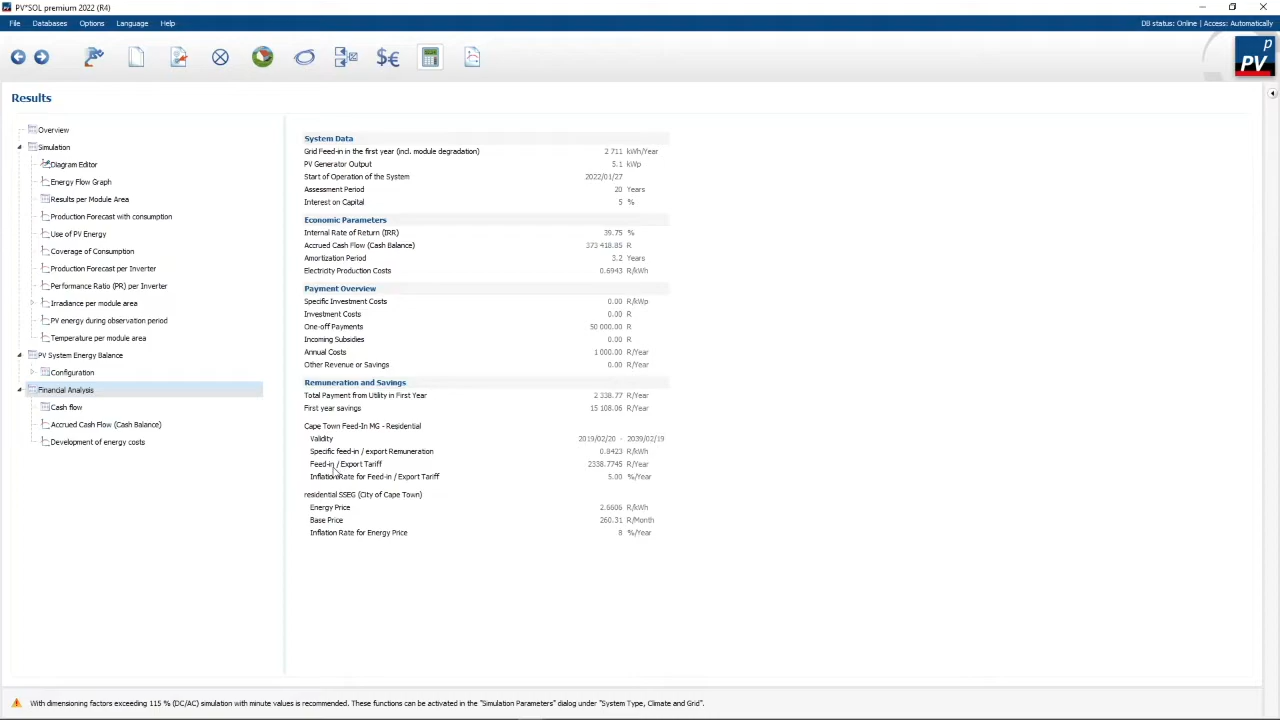 PV*SOL premium 2022 (R4)
File Databases Options Language Help
DB status: Online | Access: Automatically
$€
p
PV
Results
Overview
Simulation
Diagram Editor
Energy Flow Graph
Results per Module Area
Production Forecast with consumption
Use of PV Energy
Coverage of Consumption
Production Forecast per Inverter
Performance Ratio (PR) per Inverter
Irradiance per module area
PV energy during observation period
Temperature per module area
PV System Energy Balance
Configuration
Financial Analysis
Cash flow
Accrued Cash Flow (Cash Balance)
Development of energy costs
System Data
Grid Feed-in in the first year (incl. module degradation) 2 711 kWh/Year
PV Generator Output 5.1 kWp
Start of Operation of the System 2022/01/27
Assessment Period 20 Years
Interest on Capital 5 %
Economic Parameters
Internal Rate of Return (IRR) 39.75 %
Accrued Cash Flow (Cash Balance) 373 418.85 R
Amortization Period 3.2 Years
Electricity Production Costs 0.6943 R/kWh
Payment Overview
Specific Investment Costs 0.00 R/kWp
Investment Costs 0.00 R
One-off Payments 50 000.00 R
Incoming Subsidies 0.00 R
Annual Costs 1 000.00 R/Year
Other Revenue or Savings 0.00 R/Year
Remuneration and Savings
Total Payment from Utility in First Year 2 338.77 R/Year
First year savings 15 108.06 R/Year
Cape Town Feed-In MG - Residential
Validity 2019/02/20 - 2039/02/19
Specific feed-in / export Remuneration 0.8423 R/kWh
Feed-in / Export Tariff 2338.7745 R/Year
Inflation Rate for Feed-in / Export Tariff 5.00 %/Year
residential SSEG (City of Cape Town)
Energy Price 2.6606 R/kWh
Base Price 260.31 R/Month
Inflation Rate for Energy Price 8 %/Year
With dimensioning factors exceeding 115 % (DC/AC) simulation with minute values is recommended. These functions can be activated in the "Simulation Parameters" dialog under "System Type, Climate and Grid".